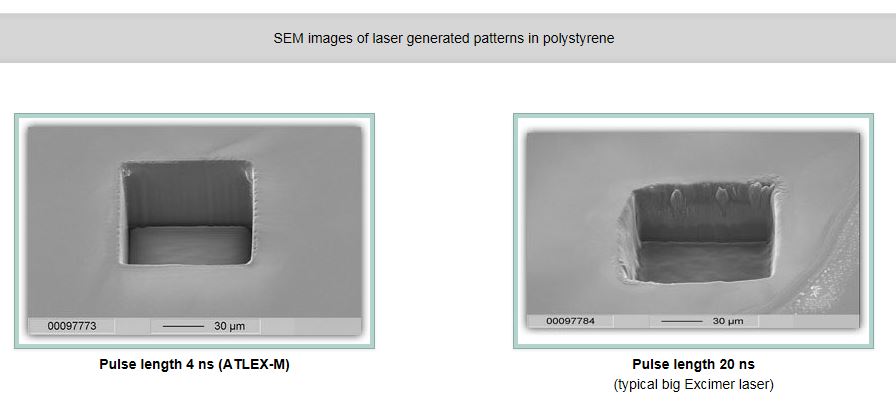 SEM images of laser generated patterns in polystyrene
00097773 30 µm
00097784 30 µm
Pulse length 4 ns (ATLEX-M)
Pulse length 20 ns
(typical big Excimer laser)